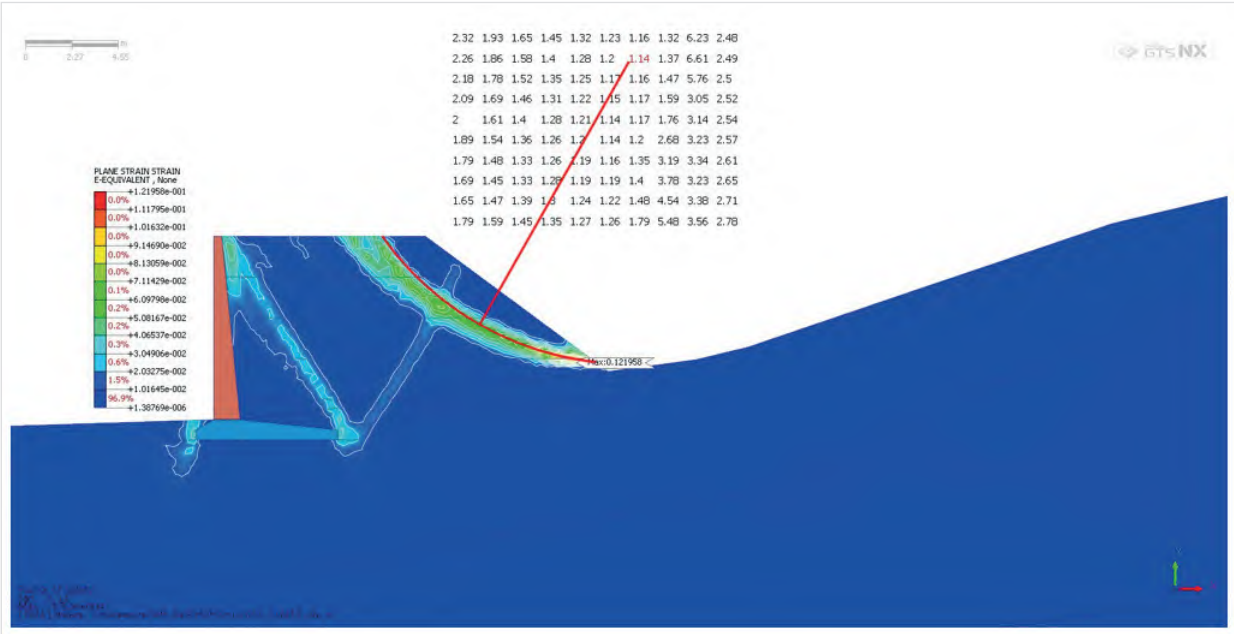 m
0 2.27 4.55
GTS NX
2.32 1.93 1.65 1.45 1.32 1.23 1.16 1.32 6.23 2.48
2.26 1.86 1.58 1.4 1.28 1.2 1.14 1.37 6.61 2.49
2.18 1.78 1.52 1.35 1.25 1.17 1.16 1.47 5.76 2.5
2.09 1.69 1.46 1.31 1.22 1.15 1.17 1.59 3.05 2.52
2 1.61 1.4 1.28 1.21 1.14 1.17 1.76 3.14 2.54
1.89 1.54 1.36 1.26 1.2 1.14 1.2 2.68 3.23 2.57
1.79 1.48 1.33 1.26 1.19 1.16 1.35 3.19 3.34 2.61
1.69 1.45 1.33 1.28 1.19 1.19 1.4 3.78 3.23 2.65
1.65 1.47 1.39 1.3 1.24 1.22 1.48 4.54 3.38 2.71
1.79 1.59 1.45 1.35 1.27 1.26 1.79 5.48 3.56 2.78
PLANE STRAIN STRAIN
E-EQUIVALENT , None
+1.21958e-001
0.0%
+1.11795e-001
0.0%
+1.01632e-001
0.0%
+9.14690e-002
0.0%
+8.13059e-002
0.0%
+7.11429e-002
0.1%
+6.09798e-002
0.2%
+5.08167e-002
0.2%
+4.06537e-002
0.3%
+3.04906e-002
0.6%
+2.03275e-002
1.5%
+1.01645e-002
96.9%
+1.38769e-006
Max:0.121958